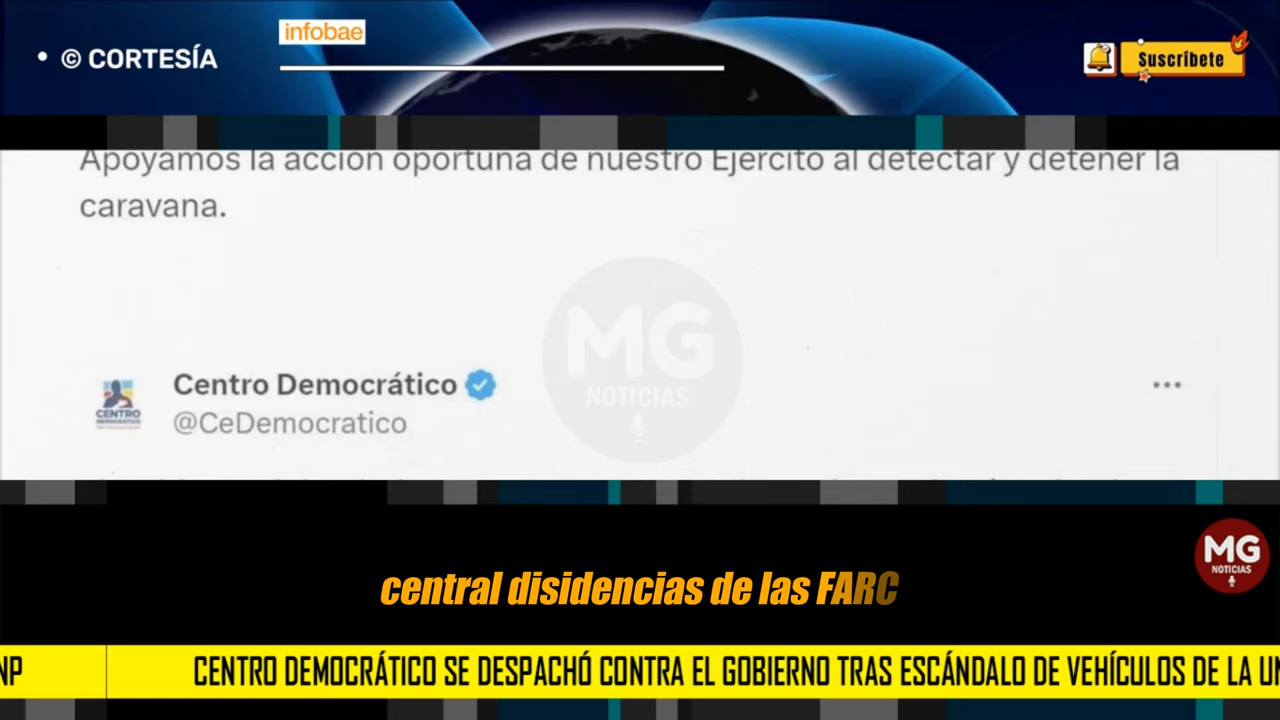 infobae
• © CORTESÍA
Suscríbete
Apoyamos la acción oportuna de nuestro Ejército al detectar y detener la
caravana.
MG
NOTICIAS
CENTRO
DEMOCRÁTICO
Centro Democrático
@CeDemocratico
MG
NOTICIAS
central disidencias de las FARC
NP CENTRO DEMOCRÁTICO SE DESPACHÓ CONTRA EL GOBIERNO TRAS ESCÁNDALO DE VEHÍCULOS DE LA UN